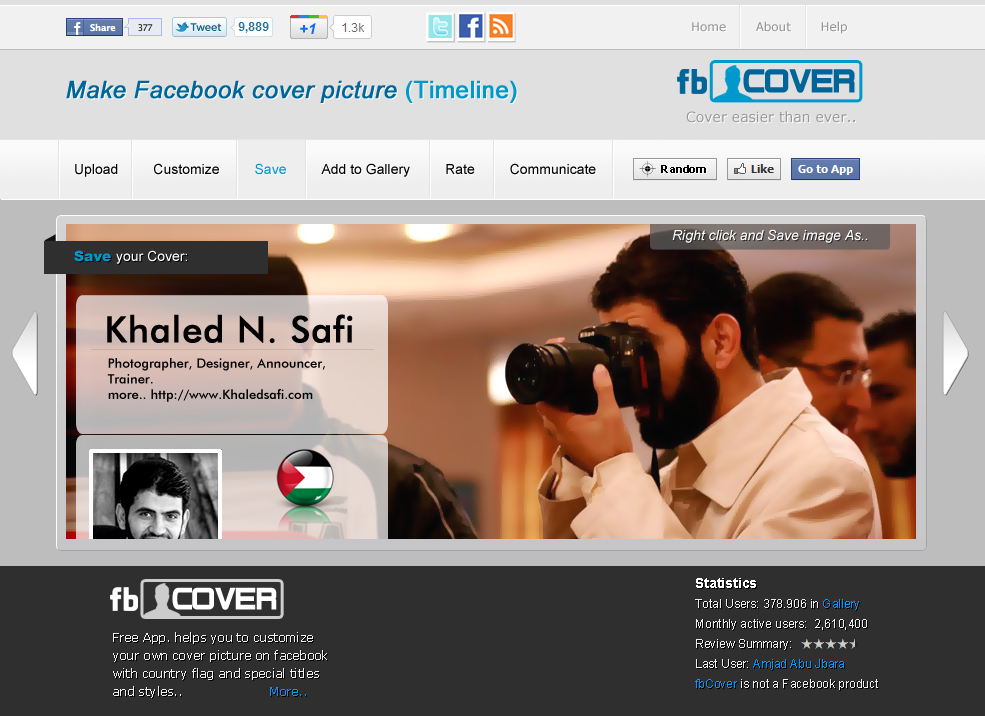 Share 377 Tweet 9,889 +1 1.3k Home About Help
Make Facebook cover picture (Timeline)
fb COVER
Cover easier than ever..
Upload Customize Save Add to Gallery Rate Communicate Random Like Go to App
Right click and Save image As..
Save your Cover:
Khaled N. Safi
Photographer, Designer, Announcer,
Trainer.
more.. http://www.Khaledsafi.com
fb COVER
Free App. helps you to customize
your own cover picture on facebook
with country flag and special titles
and styles.. More..
Statistics
Total Users: 378.906 in Gallery
Monthly active users: 2,610,400
Review Summary:
Last User: Amjad Abu Jbara
fbCover is not a Facebook product